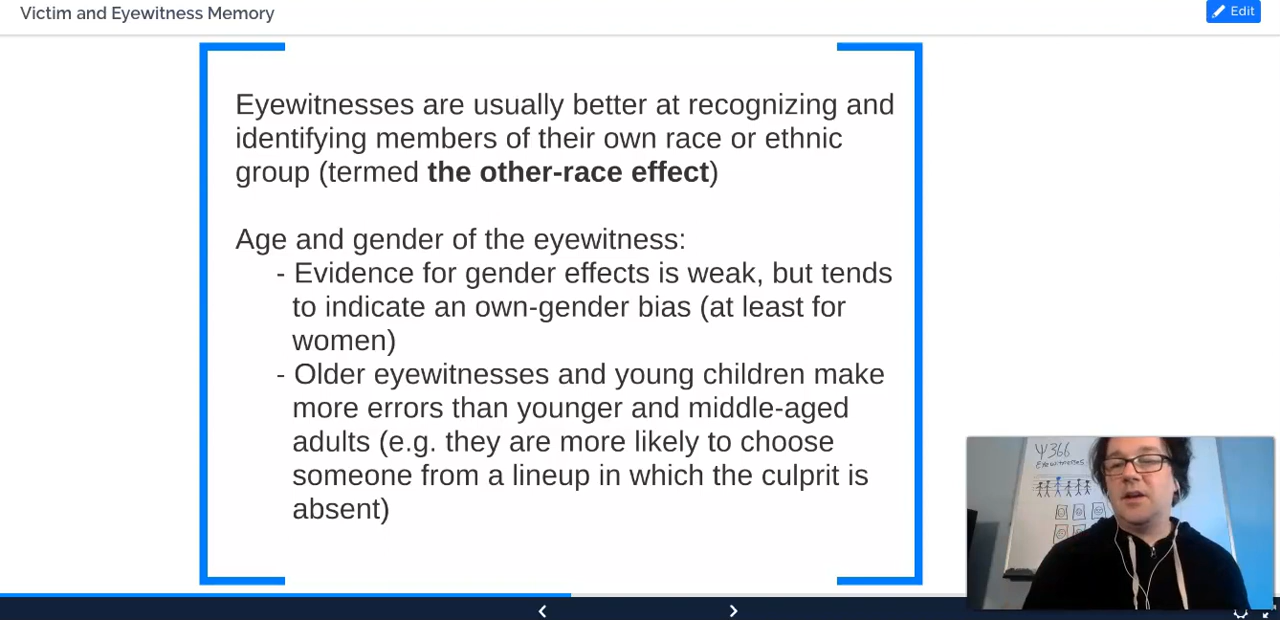 Victim and Eyewitness Memory
Edit
Eyewitnesses are usually better at recognizing and
identifying members of their own race or ethnic
group (termed the other-race effect)
Age and gender of the eyewitness:
- Evidence for gender effects is weak, but tends
to indicate an own-gender bias (at least for
women)
- Older eyewitnesses and young children make
more errors than younger and middle-aged
adults (e.g. they are more likely to choose
someone from a lineup in which the culprit is
absent)
Ψ366
Eyewitnesses